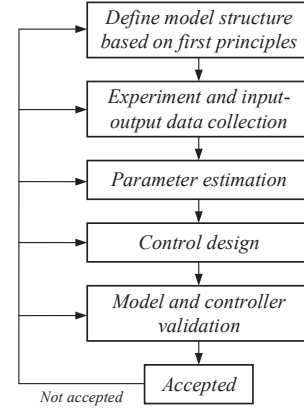 Define model structure
based on first principles
Experiment and input-
output data collection
Parameter estimation
Control design
Model and controller
validation
Accepted
Not accepted